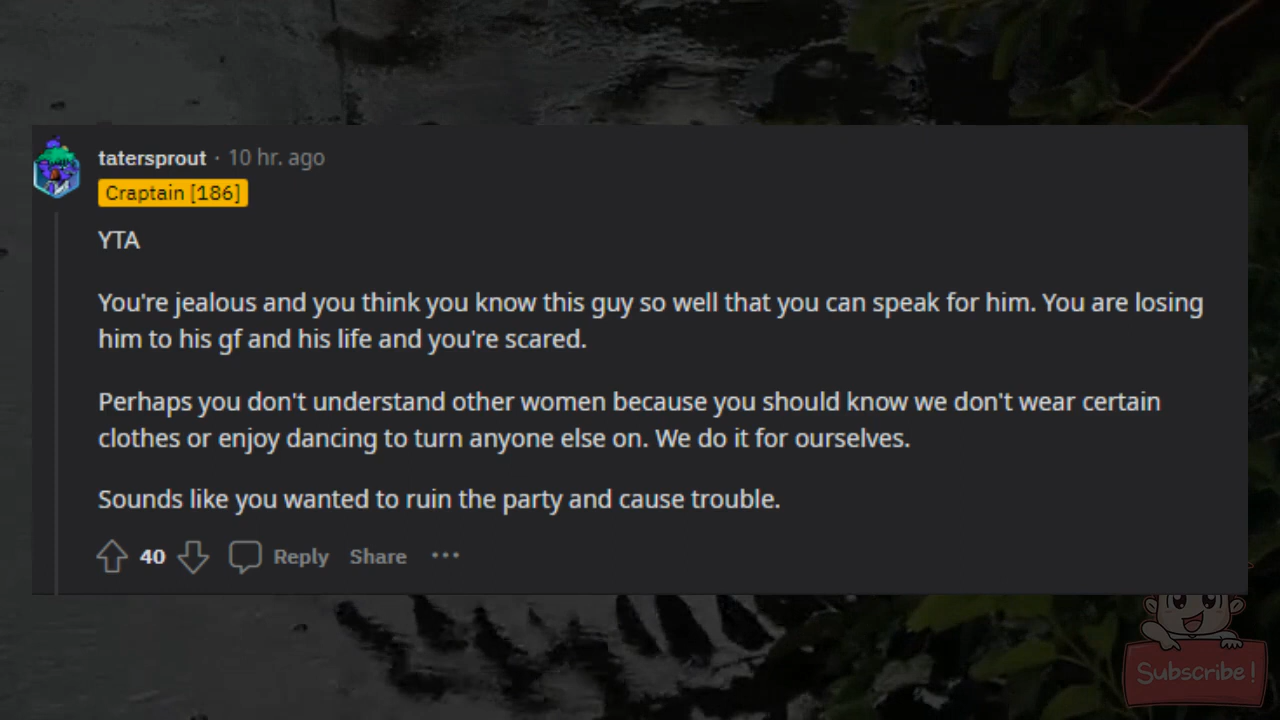 tatersprout · 10 hr. ago
Craptain [186]
YTA
You're jealous and you think you know this guy so well that you can speak for him. You are losing
him to his gf and his life and you're scared.
Perhaps you don't understand other women because you should know we don't wear certain
clothes or enjoy dancing to turn anyone else on. We do it for ourselves.
Sounds like you wanted to ruin the party and cause trouble.
40 Reply Share ···
Subscribe!